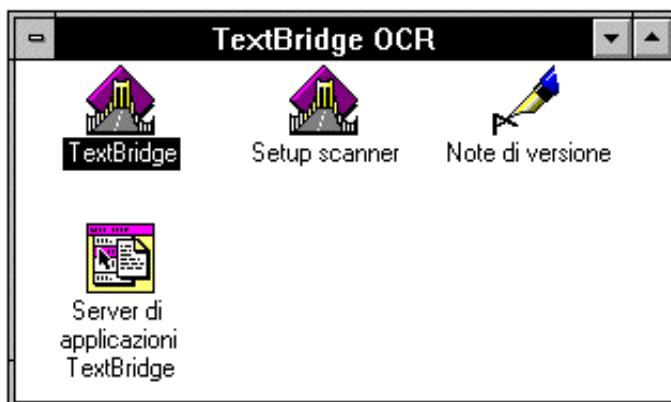 TextBridge OCR
TextBridge
Setup scanner
Note di versione
Server di
applicazioni
TextBridge